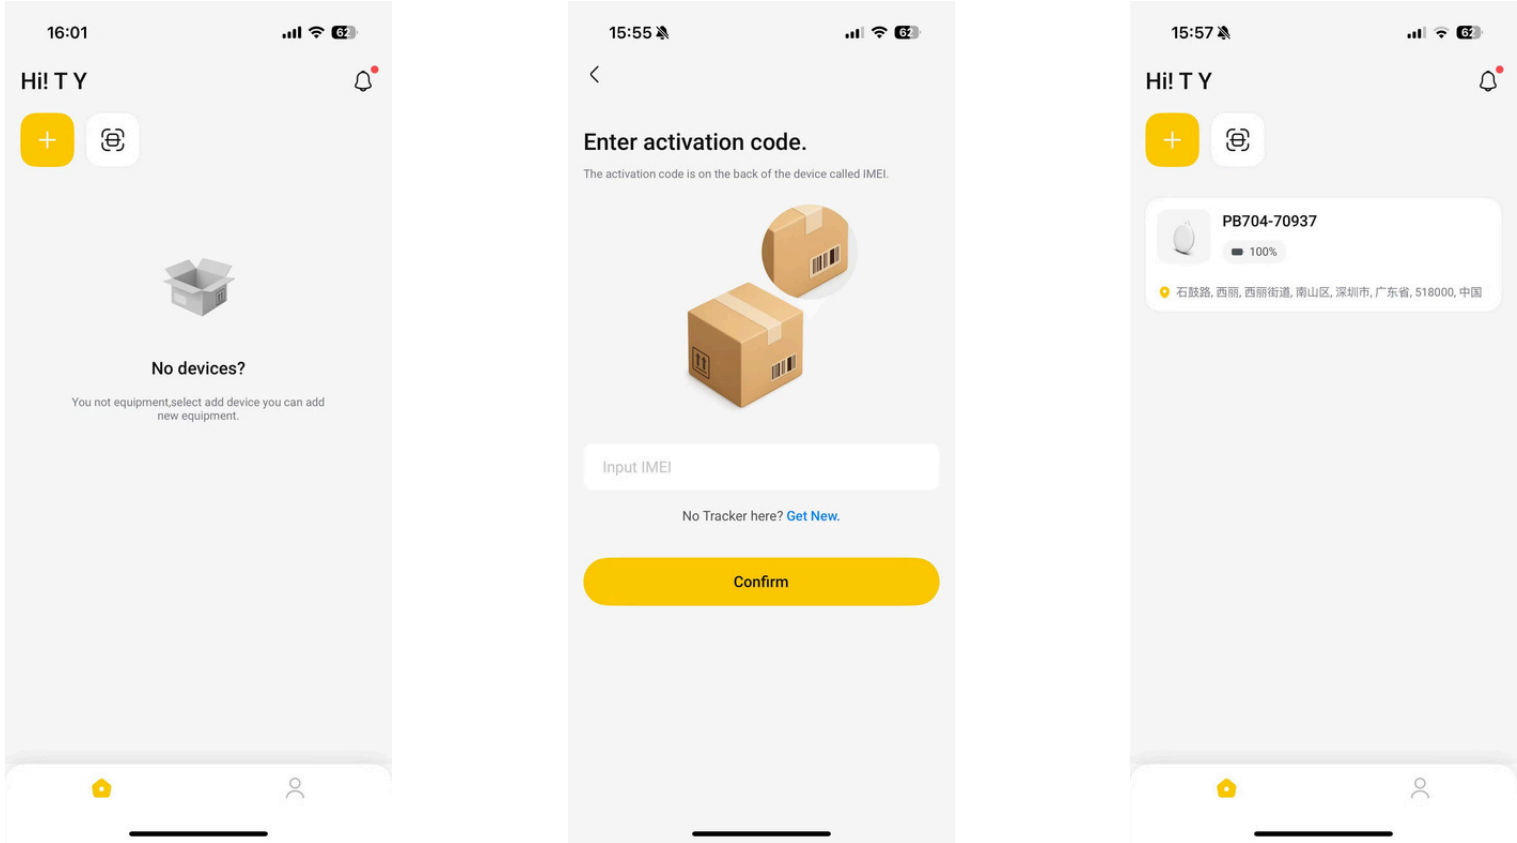 16:01
62
Hi! T Y
No devices?
You not equipment,select add device you can add
new equipment.
15:55
62
Enter activation code.
The activation code is on the back of the device called IMEI.
Input IMEI
No Tracker here? Get New.
Confirm
15:57
62
Hi! T Y
PB704-70937
100%
石鼓路, 西丽, 西丽街道, 南山区, 深圳市, 广东省, 518000, 中国